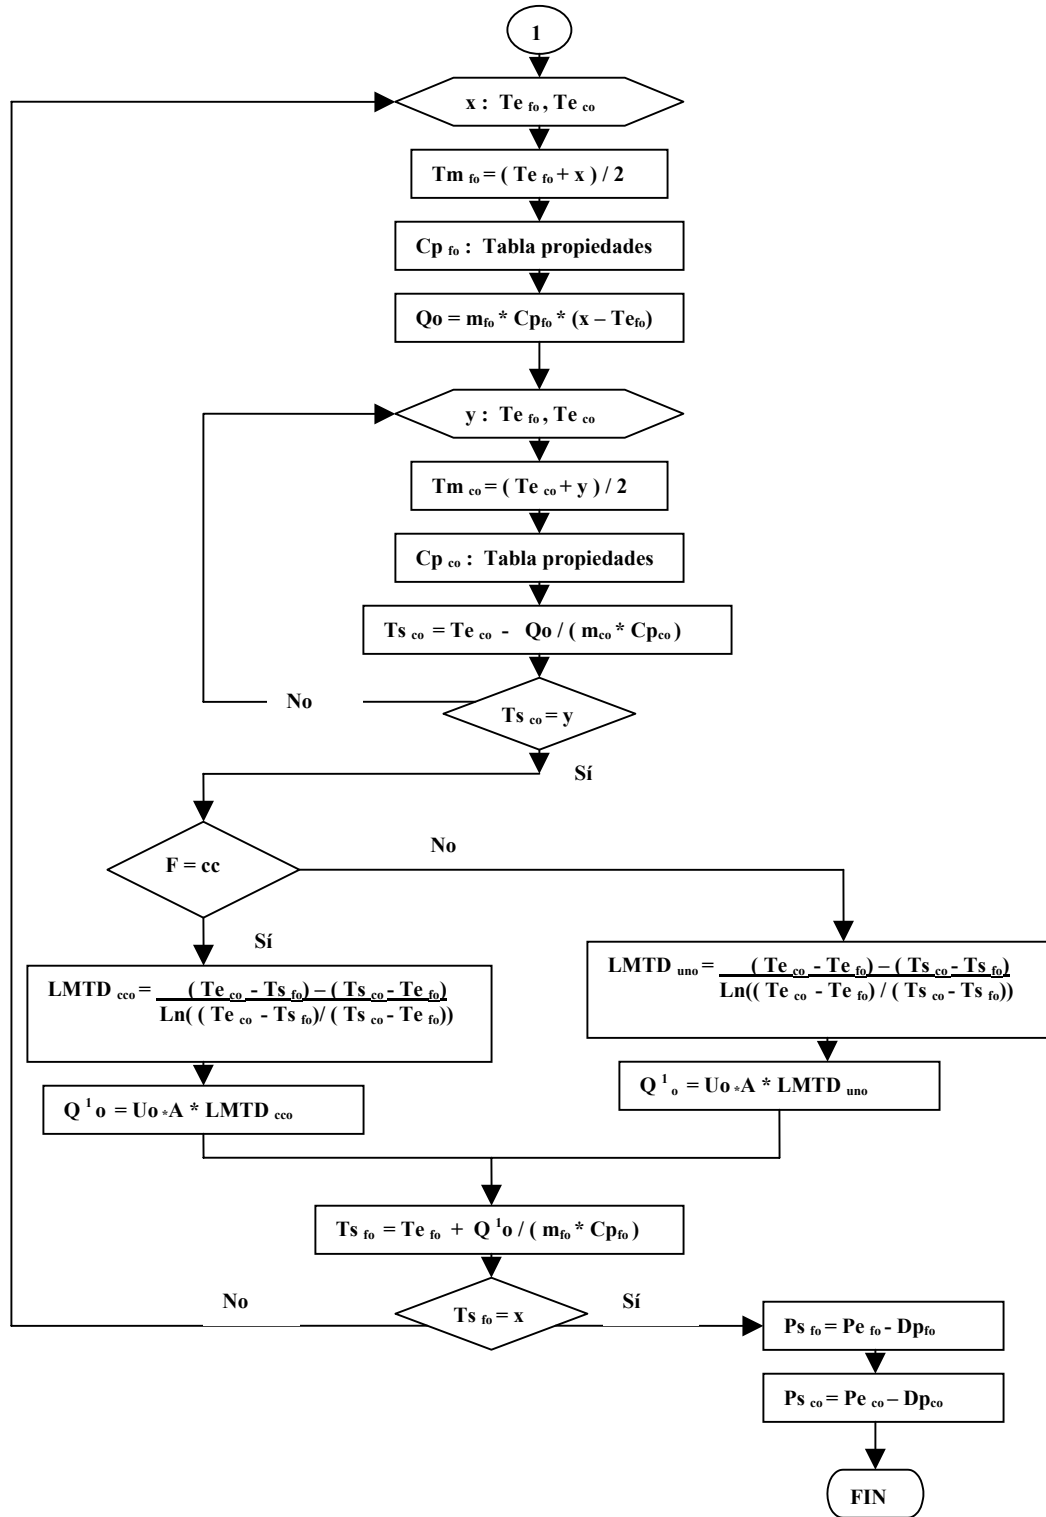 1
x : Te fo , Te co
Tm fo = ( Te fo + x ) / 2
Cp fo : Tabla propiedades
Qo = mfo * Cpfo * (x – Tefo)
y : Te fo , Te co
Tm co = ( Te co + y ) / 2
Cp co : Tabla propiedades
Ts co = Te co - Qo / ( mco * Cpco )
No
Ts co = y
Sí
F = cc
No
Sí
LMTD cco = ( Te co - Ts fo) – ( Ts co - Te fo)
Ln( ( Te co - Ts fo)/ ( Ts co - Te fo))
LMTD uno = ( Te co - Te fo) – ( Ts co - Ts fo)
Ln(( Te co - Te fo) / ( Ts co - Ts fo))
Q 1 o = Uo *A * LMTD cco
Q 1 o = Uo *A * LMTD uno
Ts fo = Te fo + Q 1o / ( mfo * Cpfo )
No
Ts fo = x
Sí
Ps fo = Pe fo - Dpfo
Ps co = Pe co – Dpco
FIN